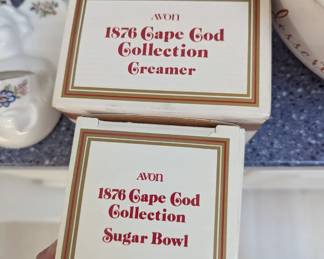 AVON
1876 Cape Cod
Collection
Creamer
AVON
1876 Cape Cod
Collection
Sugar Bowl